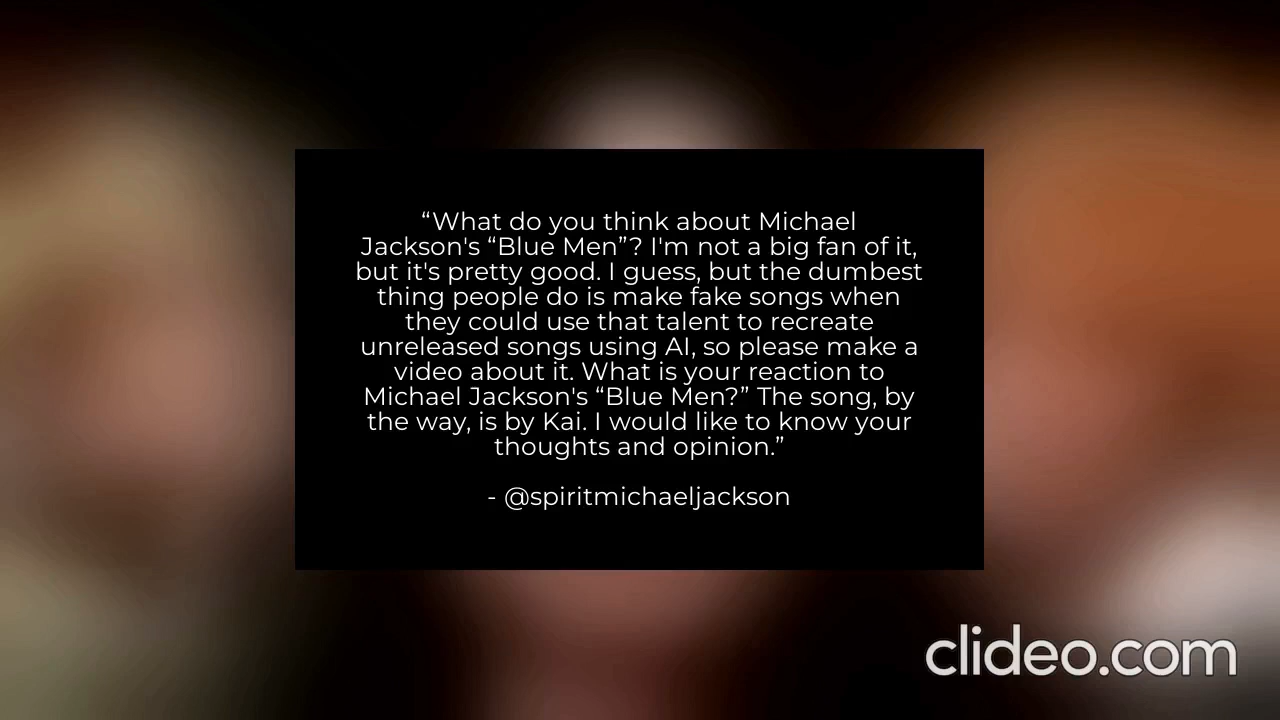 “What do you think about Michael
Jackson's “Blue Men”? I'm not a big fan of it,
but it's pretty good. I guess, but the dumbest
thing people do is make fake songs when
they could use that talent to recreate
unreleased songs using AI, so please make a
video about it. What is your reaction to
Michael Jackson's “Blue Men?” The song, by
the way, is by Kai. I would like to know your
thoughts and opinion.”
- @spiritmichaeljackson
clideo.com